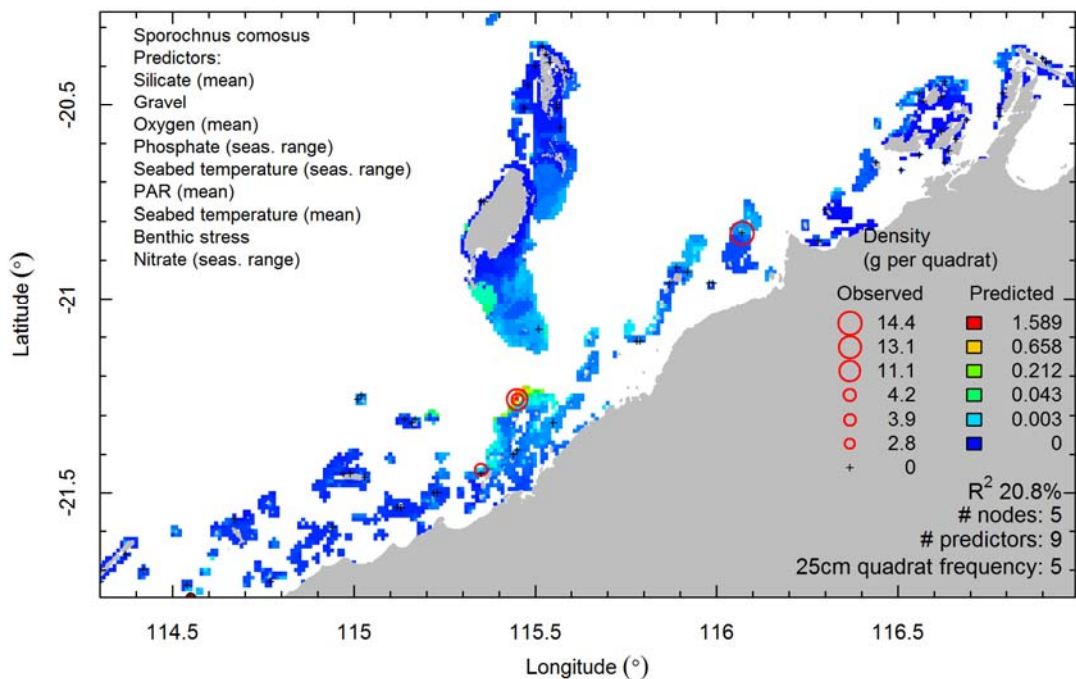 Sporochnus comosus
Predictors:
Silicate (mean)
Gravel
Oxygen (mean)
Phosphate (seas. range)
Seabed temperature (seas. range)
PAR (mean)
Seabed temperature (mean)
Benthic stress
Nitrate (seas. range)
-20.5
-21
-21.5
Latitude (°)
Density
(g per quadrat)
Observed Predicted
14.4 1.589
13.1 0.658
11.1 0.212
4.2 0.043
3.9 0.003
2.8 0
+ 0
R² 20.8%
# nodes: 5
# predictors: 9
25cm quadrat frequency: 5
114.5 115 115.5 116 116.5
Longitude (°)